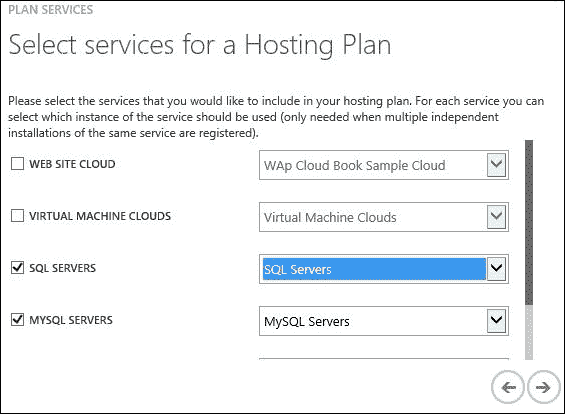 PLAN SERVICES
Select services for a Hosting Plan
Please select the services that you would like to include in your hosting plan. For each service you can
select which instance of the service should be used (only needed when multiple independent
installations of the same service are registered).
WEB SITE CLOUD WAp Cloud Book Sample Cloud
VIRTUAL MACHINE CLOUDS Virtual Machine Clouds
SQL SERVERS SQL Servers
MYSQL SERVERS MySQL Servers